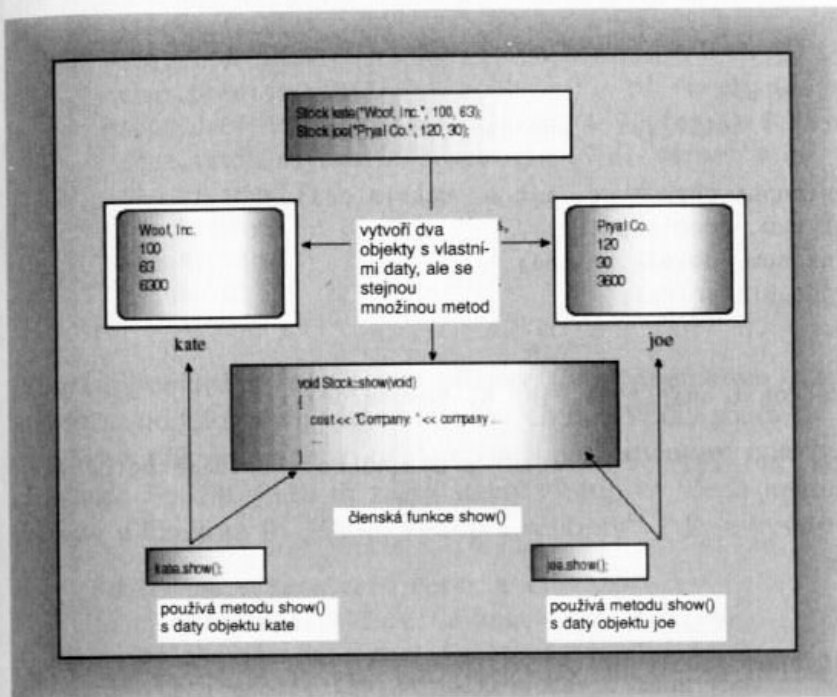 Stock kate("Woof, Inc.", 100, 63);
Stock joe("Pryal Co.", 120, 30);
Woof, Inc.
100
63
6300
kate
vytvoří dva
objekty s vlastní-
mi daty, ale se
stejnou
množinou metod
Pryal Co.
120
30
3600
joe
void Stock::show(void)
{
cost << "Company: " << company ...
...
}
členská funkce show()
kate.show();
používá metodu show()
s daty objektu kate
joe.show();
používá metodu show()
s daty objektu joe